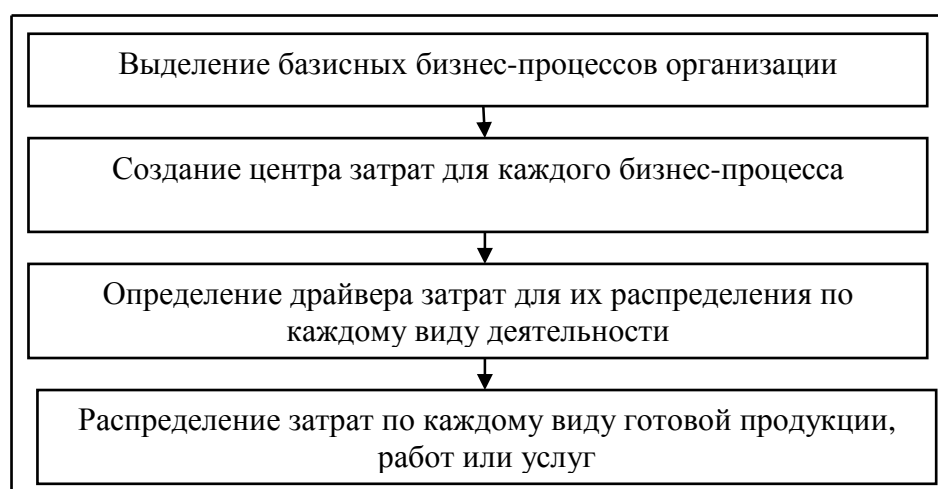 Выделение базисных бизнес-процессов организации
Создание центра затрат для каждого бизнес-процесса
Определение драйвера затрат для их распределения по
каждому виду деятельности
Распределение затрат по каждому виду готовой продукции,
работ или услуг